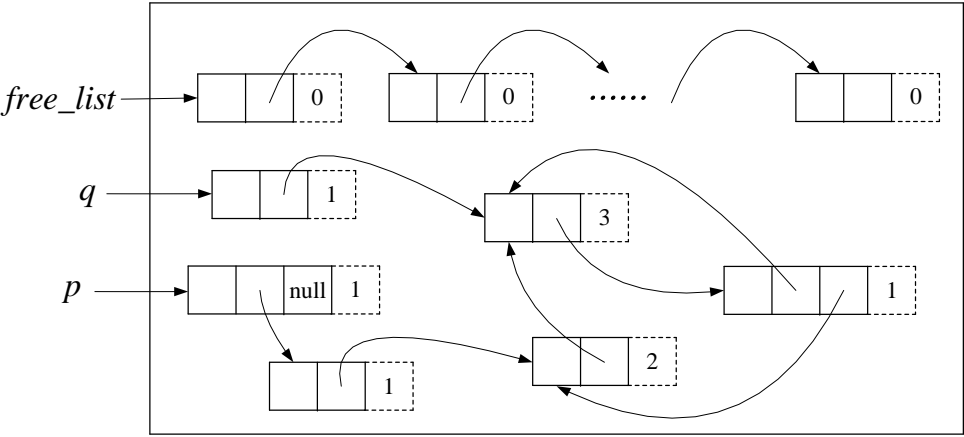 free_list 0 0 ...... 0
q 1 3
p null 1 1
1 2